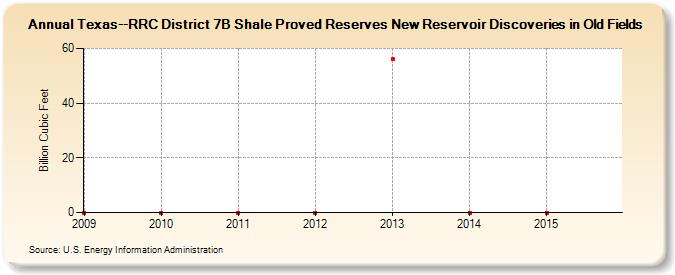 Annual Texas--RRC District 7B Shale Proved Reserves New Reservoir Discoveries in Old Fields
Billion Cubic Feet
60
40
20
0
2009 2010 2011 2012 2013 2014 2015
Source: U.S. Energy Information Administration